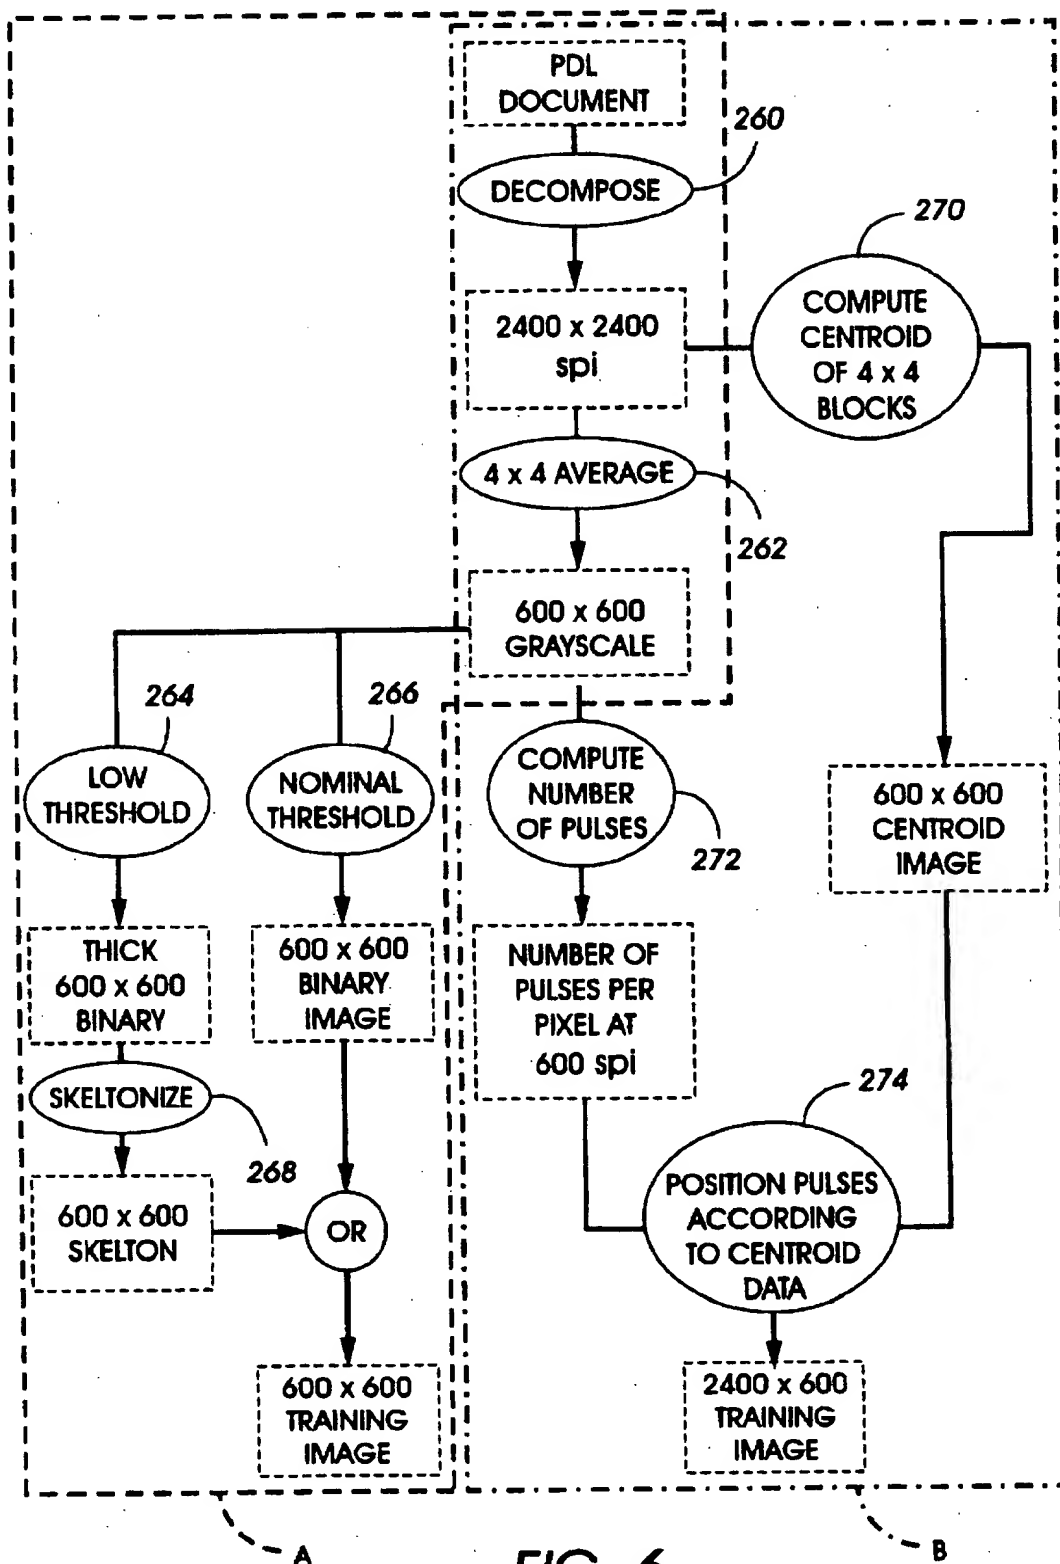 PDL
DOCUMENT
260
DECOMPOSE
270
2400 x 2400
spi
COMPUTE
CENTROID
OF 4 x 4
BLOCKS
4 x 4 AVERAGE
262
600 x 600
GRAYSCALE
264
266
LOW
THRESHOLD
NOMINAL
THRESHOLD
COMPUTE
NUMBER
OF PULSES
272
600 x 600
CENTROID
IMAGE
THICK
600 x 600
BINARY
600 x 600
BINARY
IMAGE
NUMBER OF
PULSES PER
PIXEL AT
600 spi
SKELTONIZE
268
274
600 x 600
SKELTON
OR
POSITION PULSES
ACCORDING
TO CENTROID
DATA
600 x 600
TRAINING
IMAGE
2400 x 600
TRAINING
IMAGE
A
B
FIG. 6